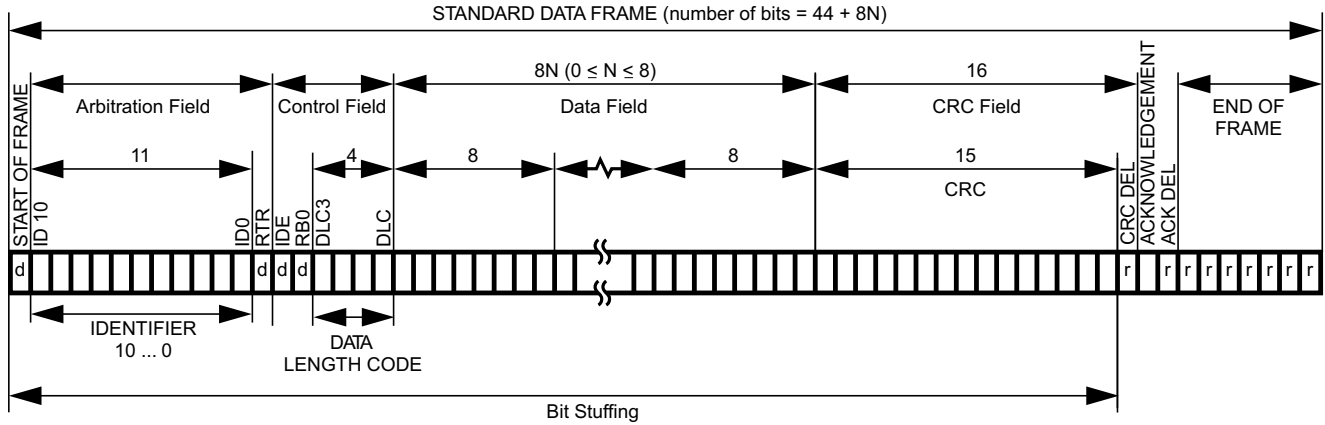 STANDARD DATA FRAME (number of bits = 44 + 8N)
8N (0 ≤ N ≤ 8)
16
Arbitration Field
Control Field
Data Field
CRC Field
END OF
FRAME
11
4
8
8
15
CRC
START OF FRAME
ID 10
ID0
RTR
IDE
RB0
DLC3
DLC
CRC DEL
ACKNOWLEDGEMENT
ACK DEL
d d d d r r r r r r r r r
IDENTIFIER
10 ... 0
DATA
LENGTH CODE
Bit Stuffing